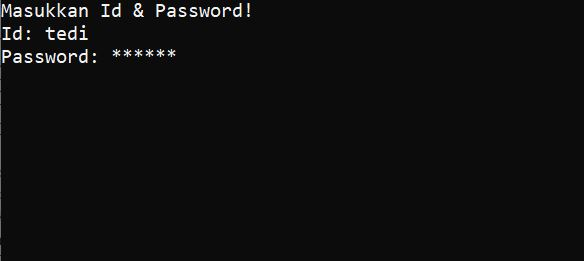 Masukkan Id & Password!
Id: tedi
Password: ******